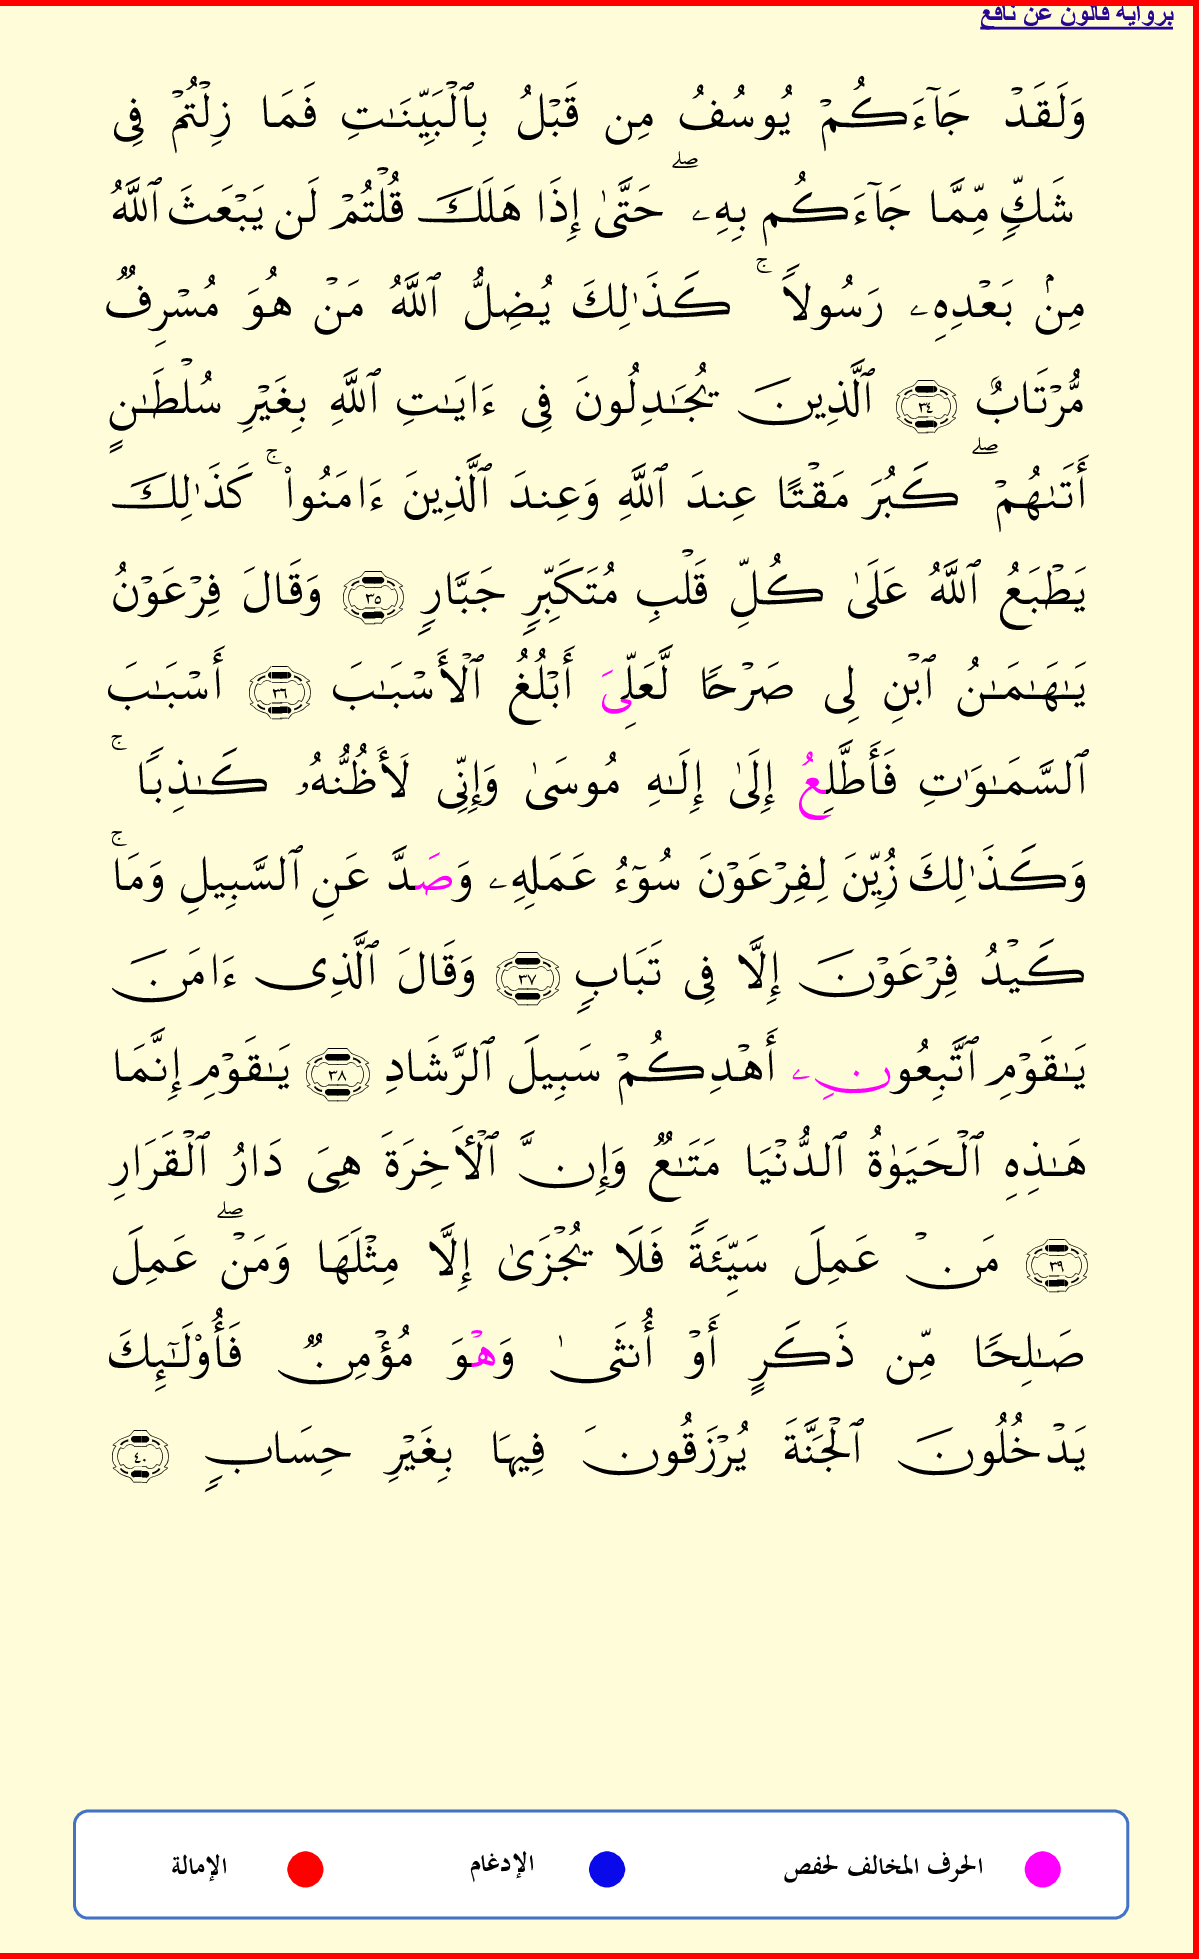 برواية قالون عن نافع
وَلَقَدۡ جَآءَكُمۡ يُوسُفُ مِن قَبۡلُ بِٱلۡبَيِّنَٰتِ فَمَا زِلۡتُمۡ فِي
شَكّٖ مِّمَّا جَآءَكُم بِهِۦۖ حَتَّىٰ إِذَا هَلَكَ قُلۡتُمۡ لَن يَبۡعَثَ ٱللَّهُ
مِنۢ بَعۡدِهِۦ رَسُولٗاۚ كَذَٰلِكَ يُضِلُّ ٱللَّهُ مَنۡ هُوَ مُسۡرِفٞ
مُّرۡتَابٌ ٣٤ ٱلَّذِينَ يُجَٰدِلُونَ فِيٓ ءَايَٰتِ ٱللَّهِ بِغَيۡرِ سُلۡطَٰنٍ
أَتَىٰهُمۡۖ كَبُرَ مَقۡتًا عِندَ ٱللَّهِ وَعِندَ ٱلَّذِينَ ءَامَنُواْۚ كَذَٰلِكَ
يَطۡبَعُ ٱللَّهُ عَلَىٰ كُلِّ قَلۡبِ مُتَكَبِّرٖ جَبَّارٖ ٣٥ وَقَالَ فِرۡعَوۡنُ
يَٰهَٰمَٰنُ ٱبۡنِ لِي صَرۡحٗا لَّعَلِّيَ أَبۡلُغُ ٱلۡأَسۡبَٰبَ ٣٦ أَسۡبَٰبَ
ٱلسَّمَٰوَٰتِ فَأَطَّلِعُ إِلَىٰ إِلَٰهِ مُوسَىٰ وَإِنِّي لَأَظُنُّهُۥ كَٰذِبٗاۚ
وَكَذَٰلِكَ زُيِّنَ لِفِرۡعَوۡنَ سُوٓءُ عَمَلِهِۦ وَصَدَّ عَنِ ٱلسَّبِيلِۚ وَمَا
كَيۡدُ فِرۡعَوۡنَ إِلَّا فِي تَبَابٖ ٣٧ وَقَالَ ٱلَّذِي ءَامَنَ
يَٰقَوۡمِ ٱتَّبِعُونِۦ أَهۡدِكُمۡ سَبِيلَ ٱلرَّشَادِ ٣٨ يَٰقَوۡمِ إِنَّمَا
هَٰذِهِ ٱلۡحَيَوٰةُ ٱلدُّنۡيَا مَتَٰعٞ وَإِنَّ ٱلۡأٓخِرَةَ هِيَ دَارُ ٱلۡقَرَارِ
٣٩ مَنۡ عَمِلَ سَيِّئَةٗ فَلَا يُجۡزَىٰٓ إِلَّا مِثۡلَهَاۖ وَمَنۡ عَمِلَ
صَٰلِحٗا مِّن ذَكَرٍ أَوۡ أُنثَىٰ وَهۡوَ مُؤۡمِنٞ فَأُوْلَٰٓئِكَ
يَدۡخُلُونَ ٱلۡجَنَّةَ يُرۡزَقُونَ فِيهَا بِغَيۡرِ حِسَابٖ ٤٠
الحرف المخالف لحفص الإدغام الإمالة